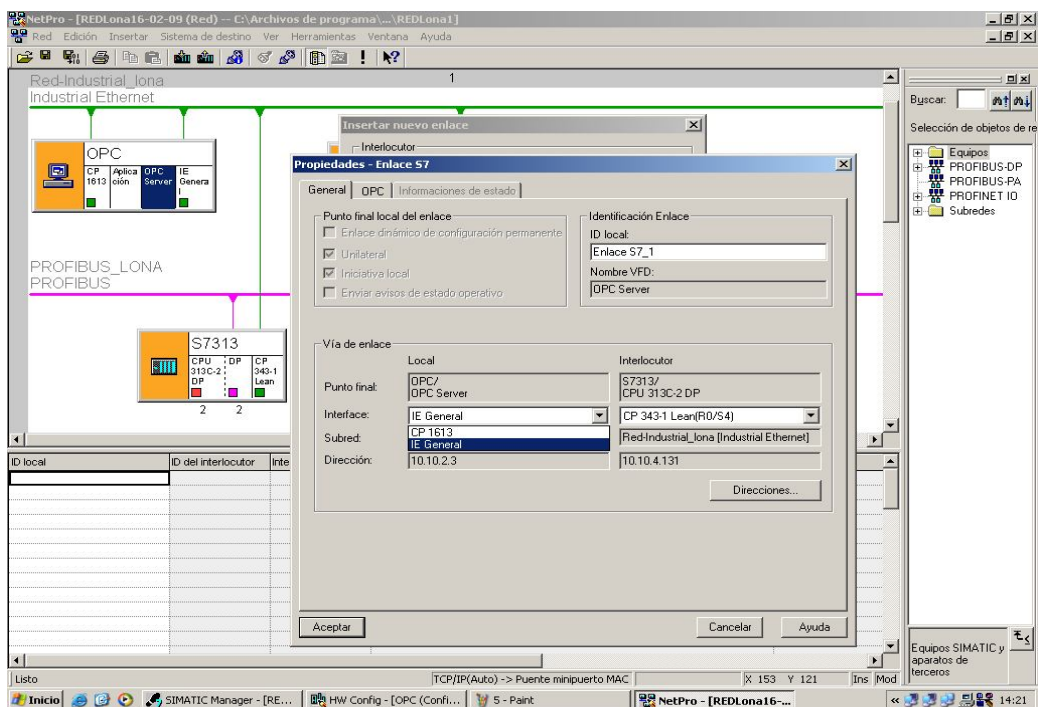 NetPro - [REDLona16-02-09 (Red) -- C:\Archivos de programa\...\REDLona1]
Red Edición Insertar Sistema de destino Ver Herramientas Ventana Ayuda
Red-Industrial_lona
Industrial Ethernet
1
OPC
CP 1613
Aplica ción
OPC Server
IE Genera l
PROFIBUS_LONA
PROFIBUS
S7313
CPU 313C-2 DP
DP
CP 343-1 Lean
2 2
Insertar nuevo enlace
Interlocutor
Propiedades - Enlace S7
General OPC Informaciones de estado
Punto final local del enlace
Enlace dinámico de configuración permanente
Unilateral
Iniciativa local
Enviar avisos de estado operativo
Identificación Enlace
ID local:
Enlace S7_1
Nombre VFD:
OPC Server
Vía de enlace
Local Interlocutor
Punto final: OPC/ OPC Server S7313/ CPU 313C-2 DP
Interface: IE General CP 343-1 Lean(R0/S4)
CP 1613
IE General
Subred: Red-Industrial_lona [Industrial Ethernet]
Dirección: 10.10.2.3 10.10.4.131
Direcciones...
Aceptar Cancelar Ayuda
ID local ID del interlocutor Inte
Buscar:
Selección de objetos de re
Equipos
PROFIBUS-DP
PROFIBUS-PA
PROFINET IO
Subredes
Equipos SIMATIC y
aparatos de
terceros
Listo TCP/IP(Auto) -> Puente minipuerto MAC X 153 Y 121 Ins Mod
Inicio SIMATIC Manager - [RE... HW Config - [OPC (Confi... 5 - Paint NetPro - [REDLona16-... 14:21